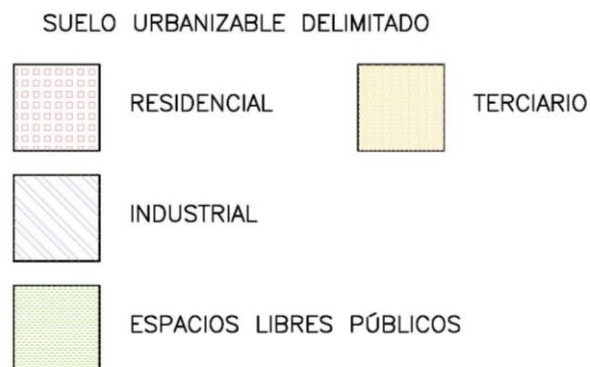 SUELO URBANIZABLE DELIMITADO
RESIDENCIAL
TERCIARIO
INDUSTRIAL
ESPACIOS LIBRES PÚBLICOS